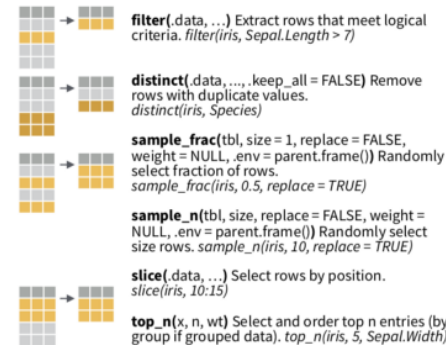 filter(.data, …) Extract rows that meet logical
criteria. filter(iris, Sepal.Length > 7)
distinct(.data, ..., .keep_all = FALSE) Remove
rows with duplicate values.
distinct(iris, Species)
sample_frac(tbl, size = 1, replace = FALSE,
weight = NULL, .env = parent.frame()) Randomly
select fraction of rows.
sample_frac(iris, 0.5, replace = TRUE)
sample_n(tbl, size, replace = FALSE, weight =
NULL, .env = parent.frame()) Randomly select
size rows. sample_n(iris, 10, replace = TRUE)
slice(.data, …) Select rows by position.
slice(iris, 10:15)
top_n(x, n, wt) Select and order top n entries (by
group if grouped data). top_n(iris, 5, Sepal.Width)